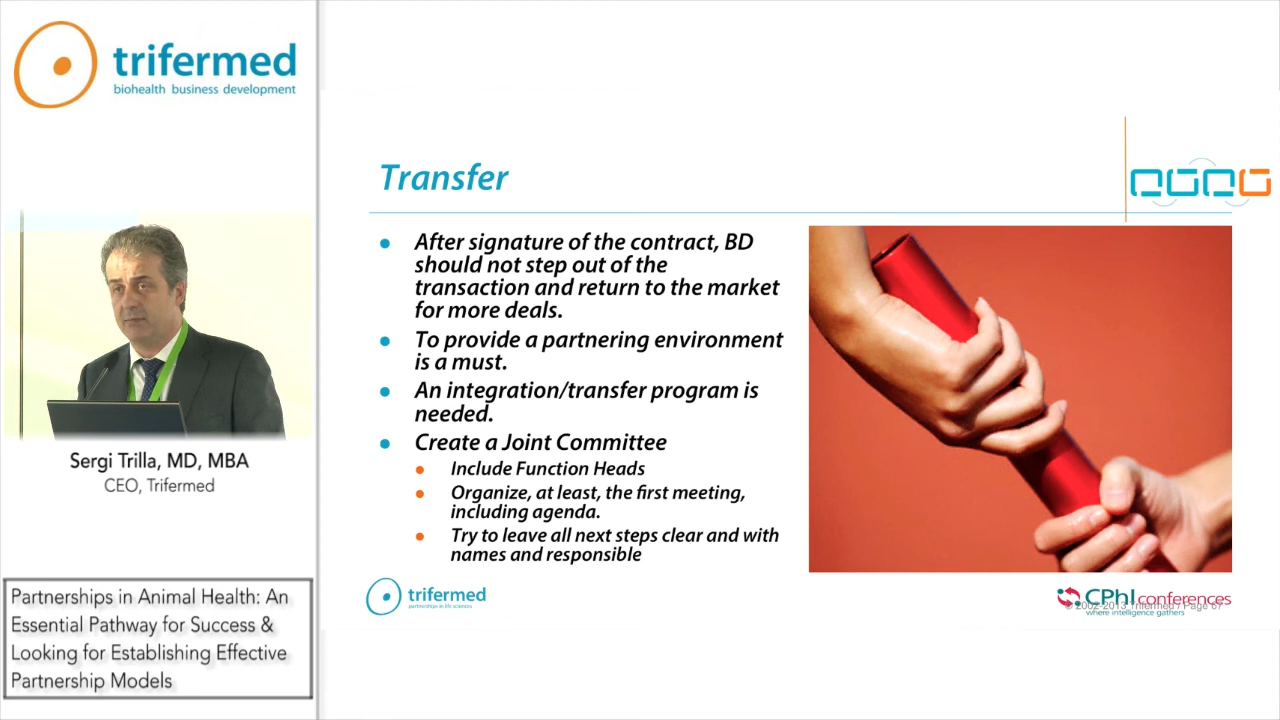 trifermed
biohealth business development
Sergi Trilla, MD, MBA
CEO, Trifermed
Partnerships in Animal Health: An
Essential Pathway for Success &
Looking for Establishing Effective
Partnership Models
Transfer
After signature of the contract, BD
should not step out of the
transaction and return to the market
for more deals.
To provide a partnering environment
is a must.
An integration/transfer program is
needed.
Create a Joint Committee
Include Function Heads
Organize, at least, the first meeting,
including agenda.
Try to leave all next steps clear and with
names and responsible
trifermed
partnerships in life sciences
CPhI conferences
© 2002-2013 Trifermed / Page 67
where intelligence gathers